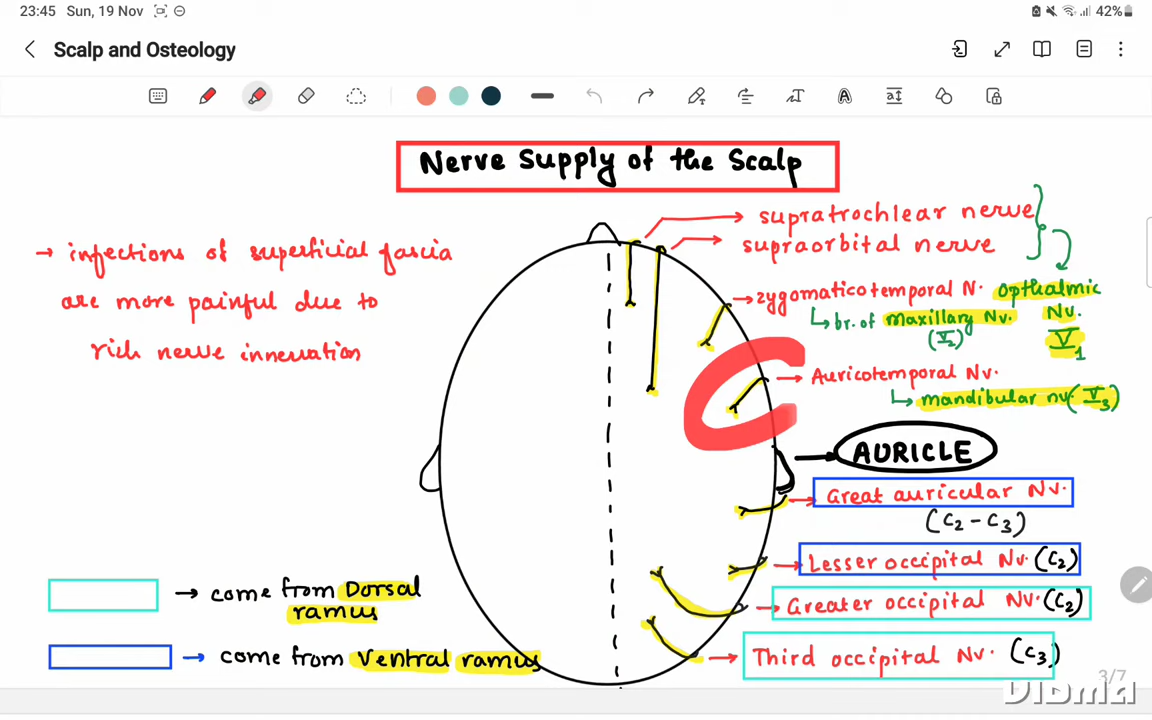 23:45 Sun, 19 Nov
42%
Scalp and Osteology
Nerve Supply of the Scalp
→ infections of superficial fascia
are more painful due to
rich nerve innervation
supratrochlear nerve
supraorbital nerve
opthalmic
Nv.
V1
zygomaticotemporal N.
br. of maxillary Nv.
(V2)
Auricotemporal Nv.
mandibular nv. (V3)
AURICLE
Great auricular Nv.
(C2 - C3)
Lesser occipital Nv. (C2)
Greater occipital Nv. (C2)
Third occipital Nv. (C3)
→ come from Dorsal
ramus
→ come from Ventral ramus
3/7